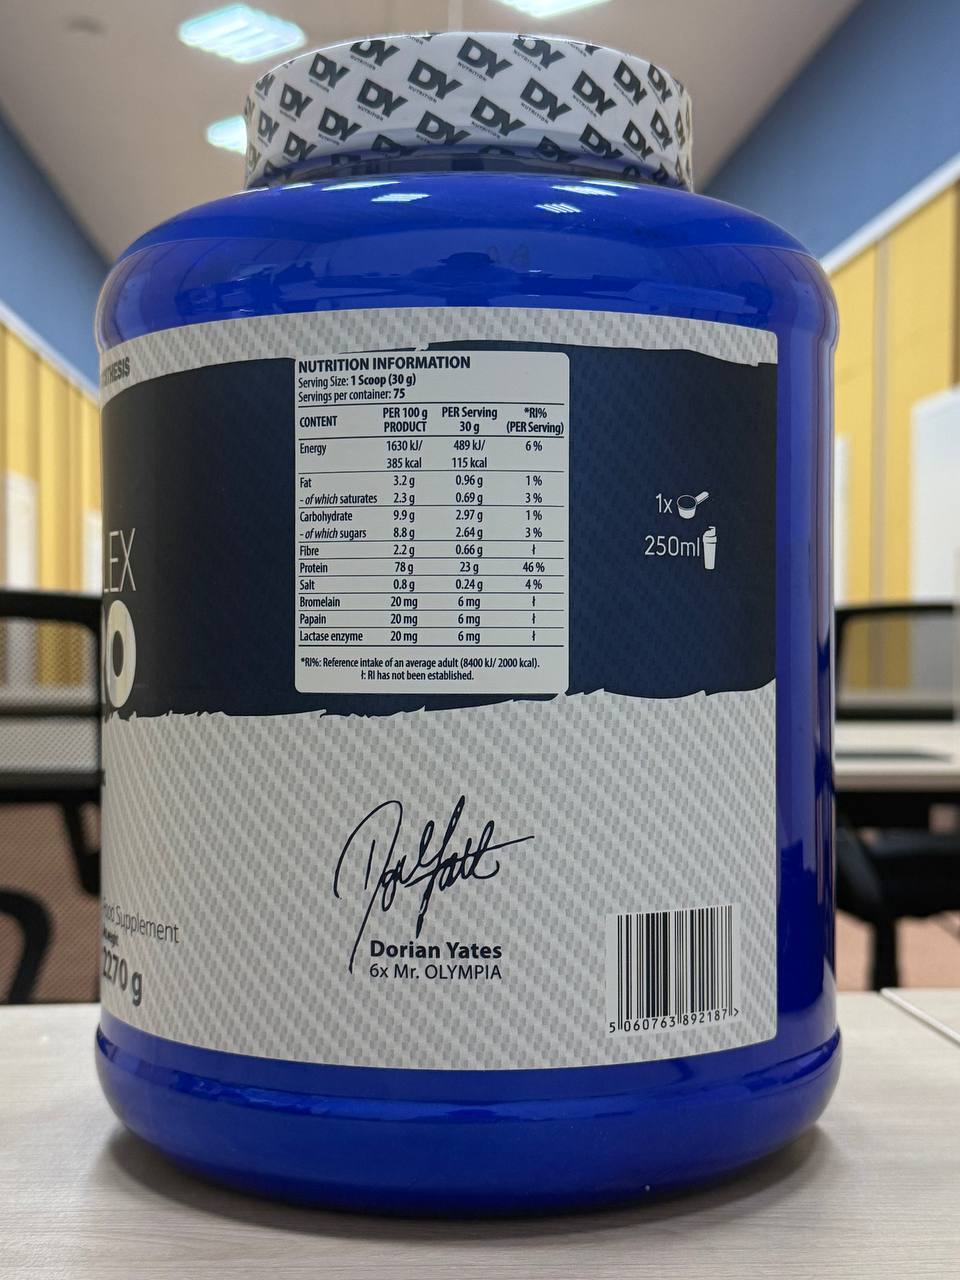 DY
NUTRITION
NUTRITION INFORMATION
Serving Size: 1 Scoop (30 g)
Servings per container: 75
CONTENT PER 100 g PRODUCT PER Serving 30 g *RI% (PER Serving)
Energy 1630 kJ/ 489 kJ/ 6 %
385 kcal 115 kcal
Fat 3.2 g 0.96 g 1 %
- of which saturates 2.3 g 0.69 g 3 %
Carbohydrate 9.9 g 2.97 g 1 %
- of which sugars 8.8 g 2.64 g 3 %
Fibre 2.2 g 0.66 g ƚ
Protein 78 g 23 g 46 %
Salt 0.8 g 0.24 g 4 %
Bromelain 20 mg 6 mg ƚ
Papain 20 mg 6 mg ƚ
Lactase enzyme 20 mg 6 mg ƚ
*RI%: Reference intake of an average adult (8400 kJ/ 2000 kcal).
ƚ: RI has not been established.
1x
250ml
LEX
O
Dorian Yates
6x Mr. OLYMPIA
Food Supplement
weight
2270 g
5 060763 892187 >